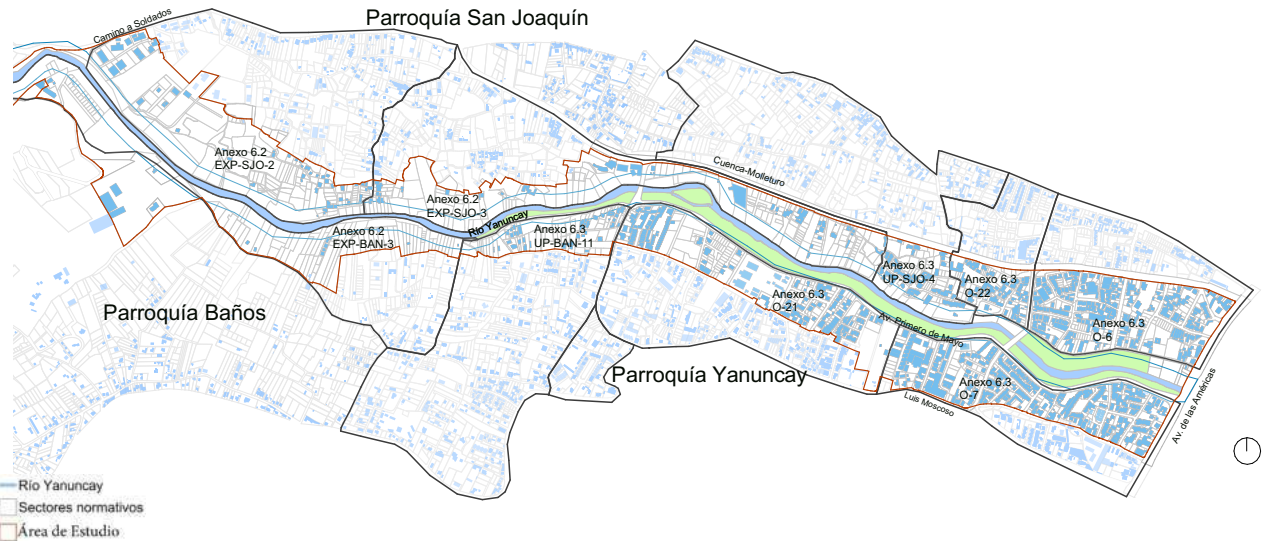 Parroquía San Joaquín
Camino a Soldados
Anexo 6.2
EXP-SJO-2
Cuenca-Molleturo
Anexo 6.2
EXP-SJO-3
Río Yanuncay
Anexo 6.2
EXP-BAN-3
Anexo 6.3
UP-BAN-11
Anexo 6.3
UP-SJO-4
Anexo 6.3
O-22
Anexo 6.3
O-21
Av. Primero de Mayo
Anexo 6.3
O-6
Parroquía Baños
Parroquía Yanuncay
Anexo 6.3
O-7
Luis Moscoso
Av. de las Américas
Río Yanuncay
Sectores normativos
Área de Estudio